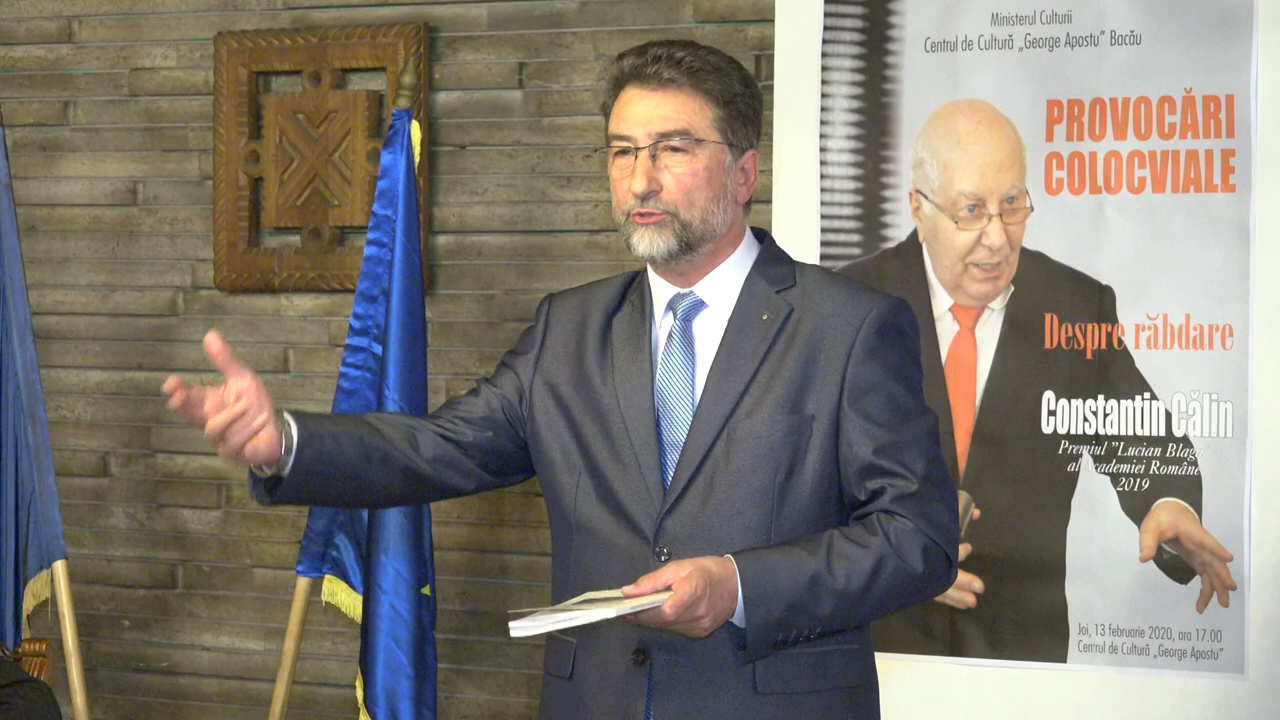 Ministerul Culturii
Centrul de Cultură „George Apostu” Bacău
PROVOCĂRI
COLOCVIALE
Despre răbdare
Constantin Călin
Premiul ”Lucian Blaga”
al Academiei Române
2019
Joi, 13 februarie 2020, ora 17.00
Centrul de Cultură „George Apostu”